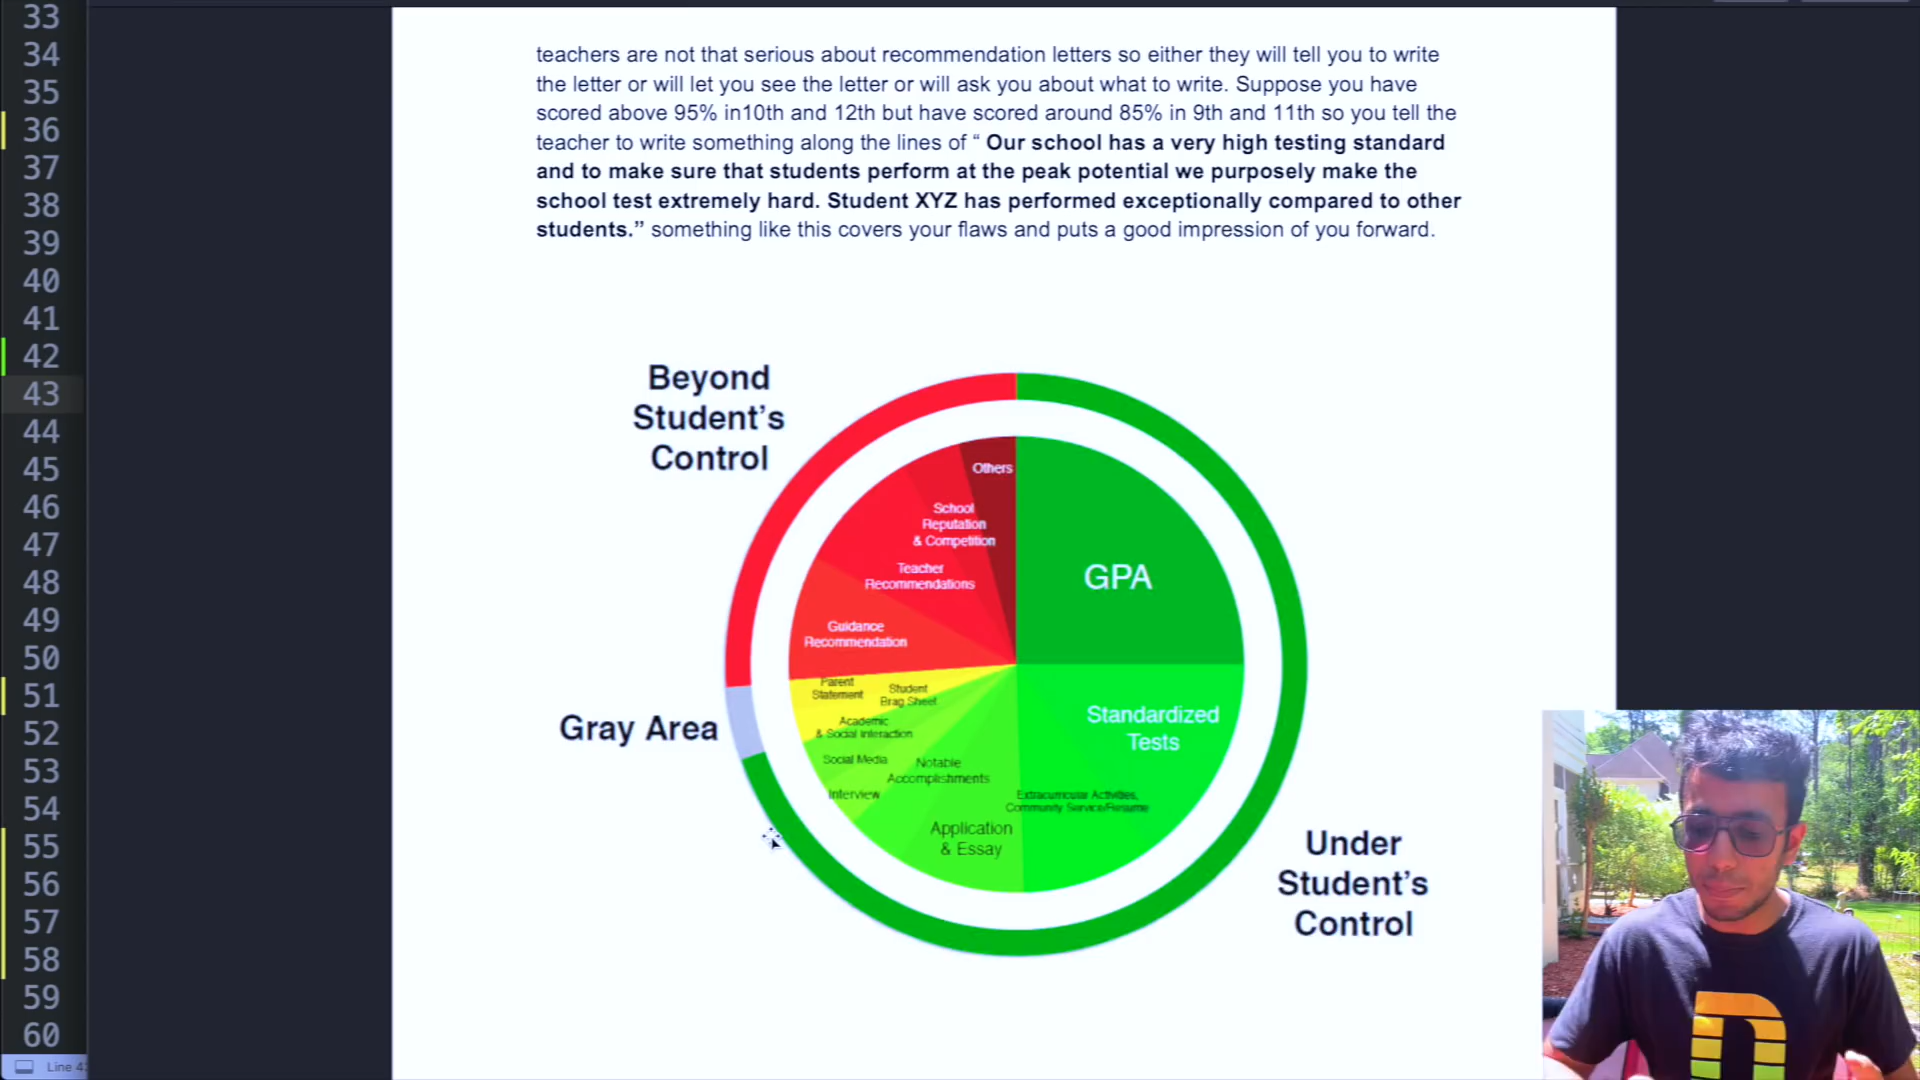 33
34
35
36
37
38
39
40
41
42
43
44
45
46
47
48
49
50
51
52
53
54
55
56
57
58
59
60
Line 4
teachers are not that serious about recommendation letters so either they will tell you to write
the letter or will let you see the letter or will ask you about what to write. Suppose you have
scored above 95% in10th and 12th but have scored around 85% in 9th and 11th so you tell the
teacher to write something along the lines of “ Our school has a very high testing standard
and to make sure that students perform at the peak potential we purposely make the
school test extremely hard. Student XYZ has performed exceptionally compared to other
students.” something like this covers your flaws and puts a good impression of you forward.
Beyond
Student’s
Control
Others
School
Reputation
& Competition
Teacher
Recommendations
Guidance
Recommendation
GPA
Parent
Statement
Student
Brag Sheet
Academic
& Social Interaction
Gray Area
Social Media
Notable
Accomplishments
Interview
Standardized
Tests
Extracurricular Activities,
Community Service/Resume
Application
& Essay
Under
Student’s
Control